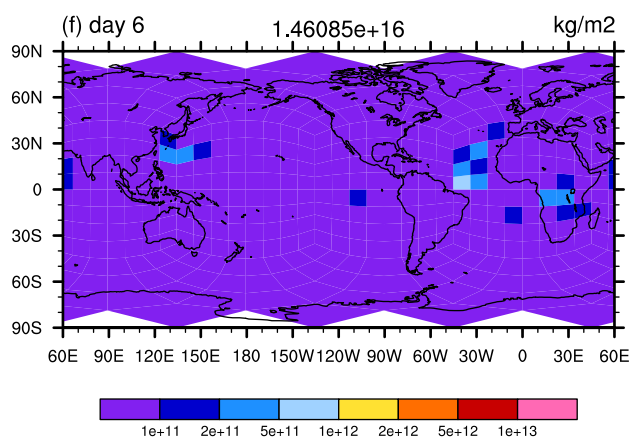 (f) day 6 1.46085e+16 kg/m2
90N
60N
30N
0
30S
60S
90S
60E 90E 120E 150E 180 150W 120W 90W 60W 30W 0 30E 60E
1e+11 2e+11 5e+11 1e+12 2e+12 5e+12 1e+13